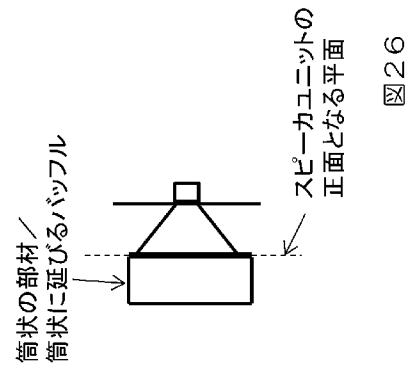 筒状の部材／
筒状に延びるバッフル
スピーカユニットの
正面となる平面
図26